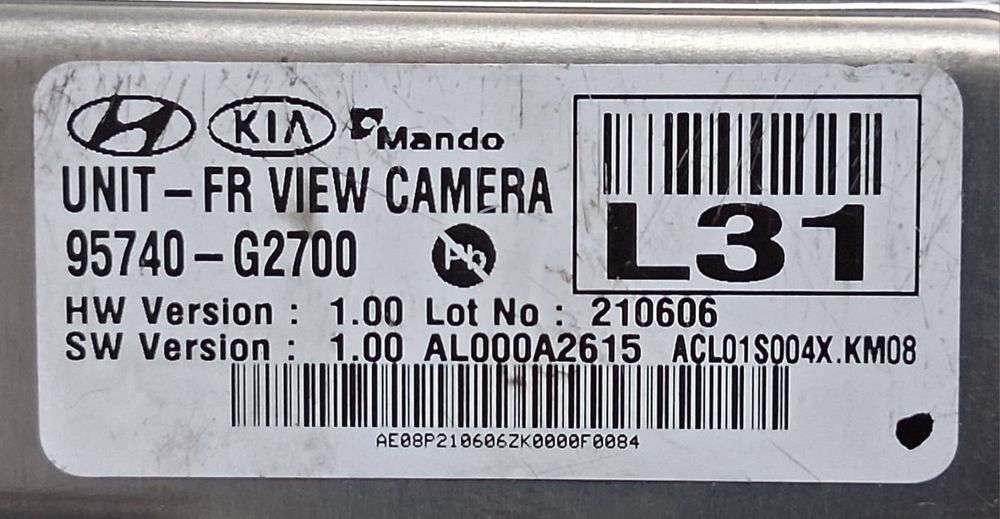 KIA Mando
UNIT-FR VIEW CAMERA
95740-G2700 Pb
L31
HW Version : 1.00 Lot No : 210606
SW Version : 1.00 AL000A2615 ACL01S004X.KM08
AE08P210606ZK0000F0084